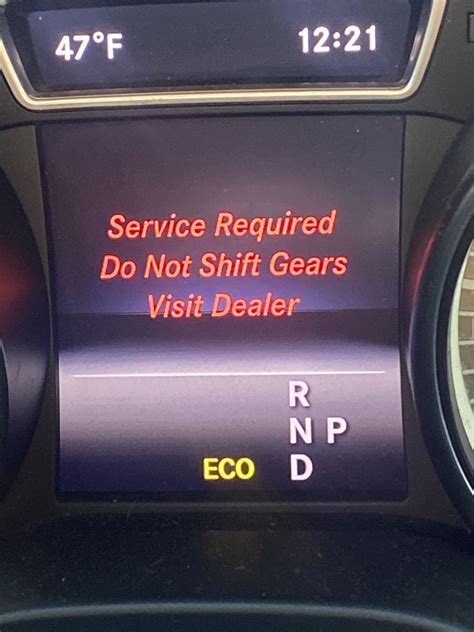 47°F 12:21
Service Required
Do Not Shift Gears
Visit Dealer
R
N P
ECO D